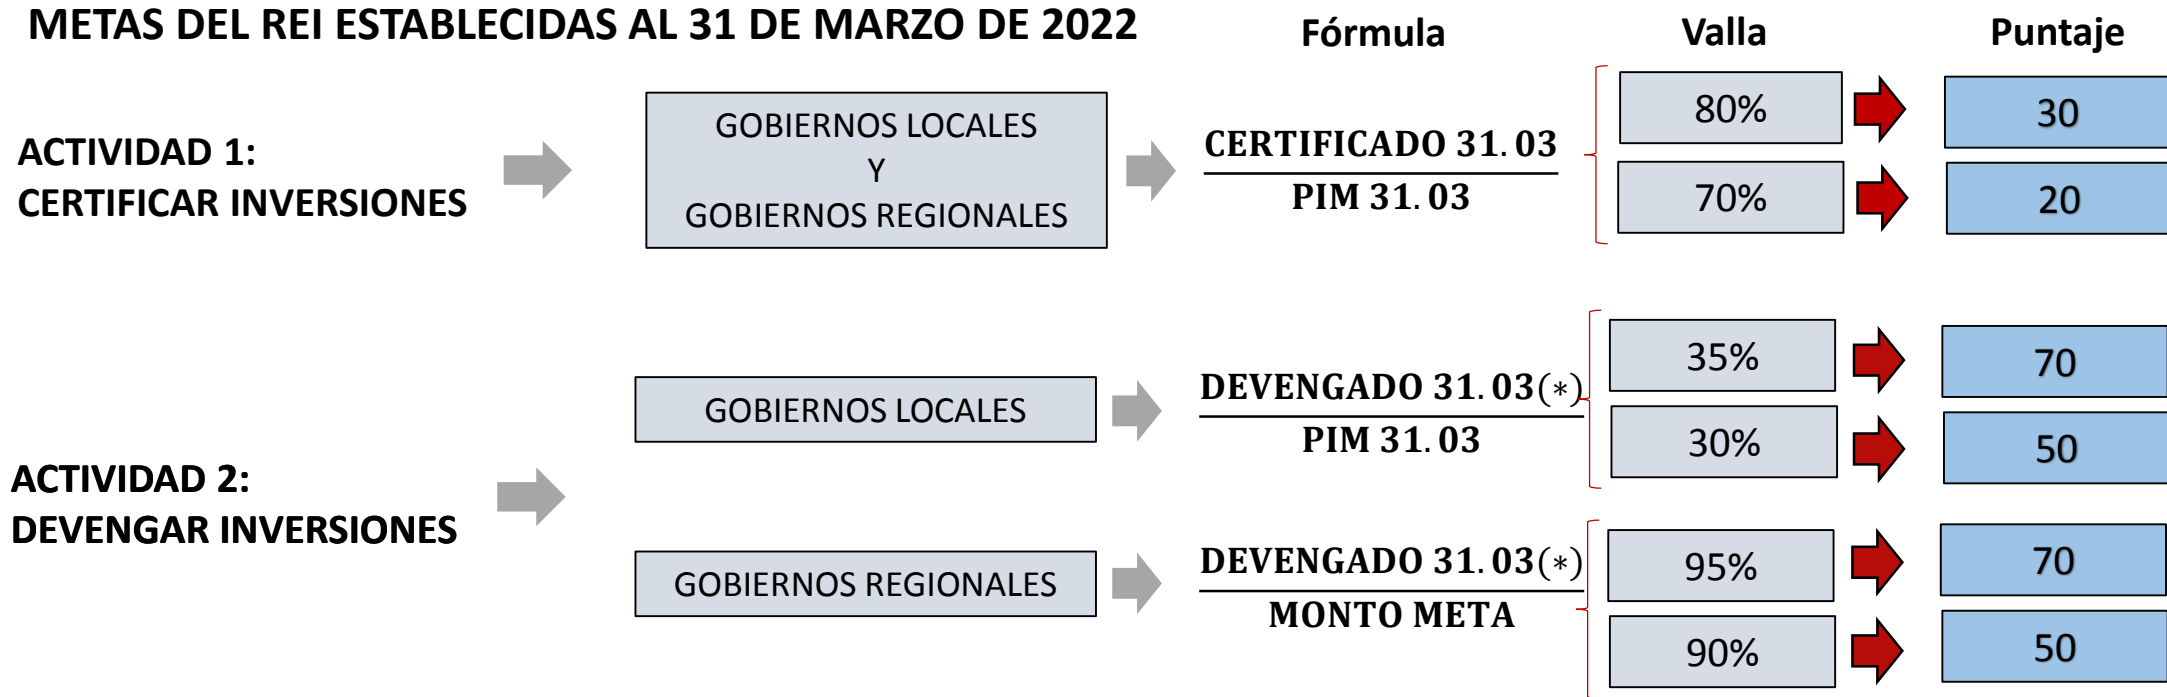 METAS DEL REI ESTABLECIDAS AL 31 DE MARZO DE 2022
Fórmula
Valla
Puntaje
ACTIVIDAD 1:
CERTIFICAR INVERSIONES
GOBIERNOS LOCALES
Y
GOBIERNOS REGIONALES
CERTIFICADO 31.03
PIM 31.03
80%
30
70%
20
ACTIVIDAD 2:
DEVENGAR INVERSIONES
GOBIERNOS LOCALES
DEVENGADO 31.03(*)
PIM 31.03
35%
70
30%
50
GOBIERNOS REGIONALES
DEVENGADO 31.03(*)
MONTO META
95%
70
90%
50